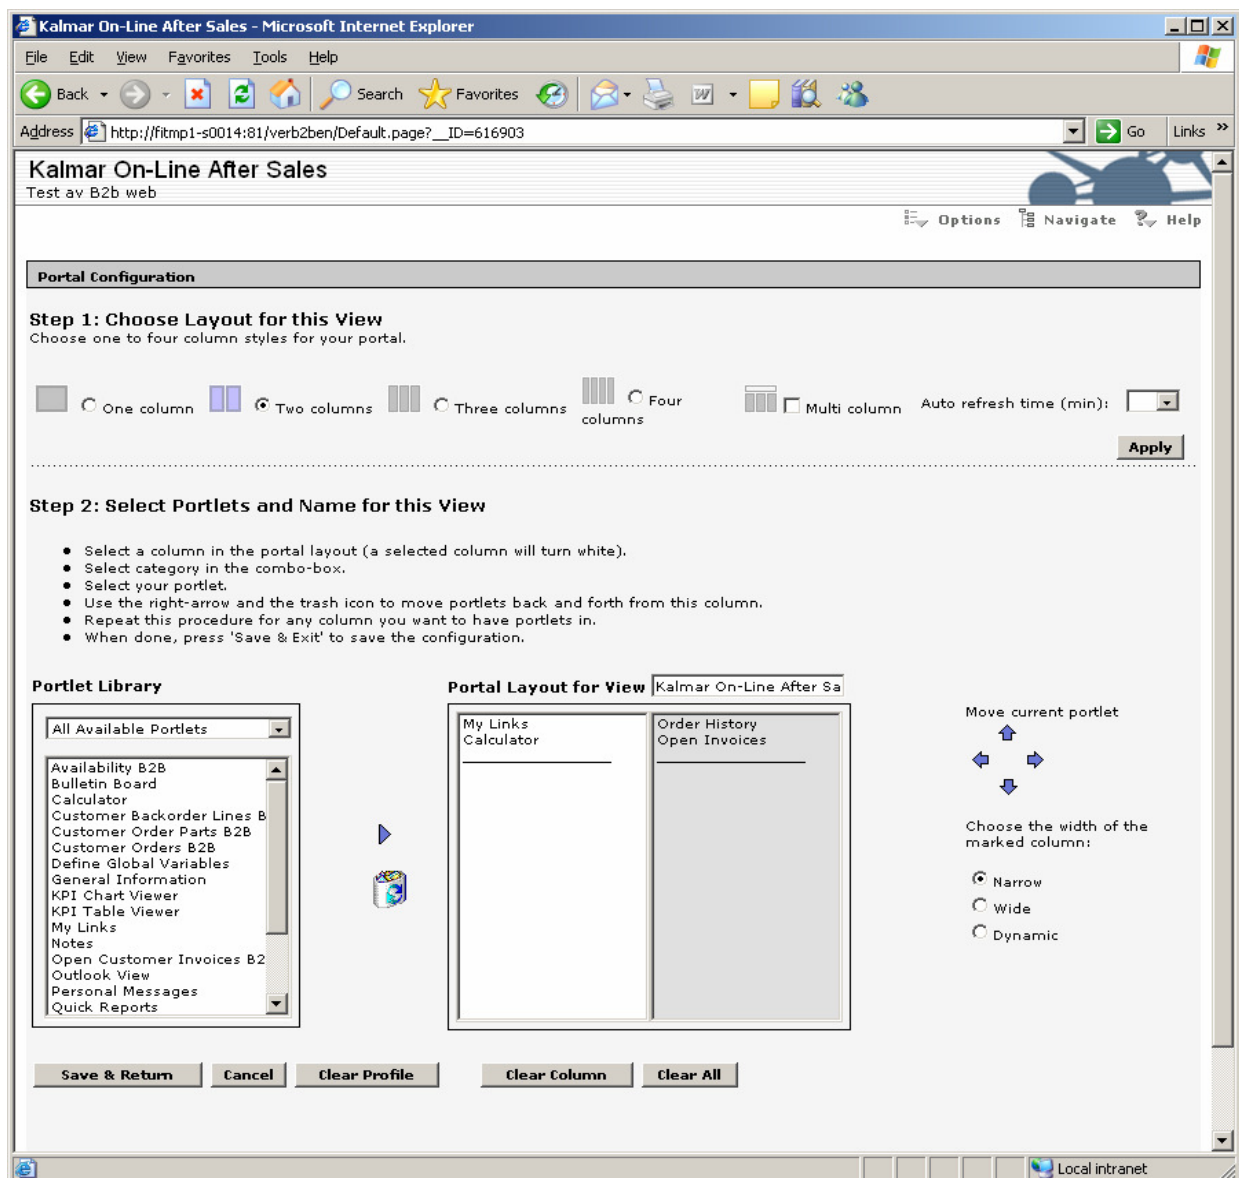 Kalmar On-Line After Sales - Microsoft Internet Explorer
File Edit View Favorites Tools Help
Back Search Favorites
Address http://fitmp1-s0014:81/verb2ben/Default.page?__ID=616903 Go Links »
Kalmar On-Line After Sales
Test av B2b web
Options Navigate Help
Portal Configuration
Step 1: Choose Layout for this View
Choose one to four column styles for your portal.
One column Two columns Three columns Four columns Multi column Auto refresh time (min):
Apply
Step 2: Select Portlets and Name for this View
• Select a column in the portal layout (a selected column will turn white).
• Select category in the combo-box.
• Select your portlet.
• Use the right-arrow and the trash icon to move portlets back and forth from this column.
• Repeat this procedure for any column you want to have portlets in.
• When done, press 'Save & Exit' to save the configuration.
Portlet Library
All Available Portlets
Availability B2B
Bulletin Board
Calculator
Customer Backorder Lines B
Customer Order Parts B2B
Customer Orders B2B
Define Global Variables
General Information
KPI Chart Viewer
KPI Table Viewer
My Links
Notes
Open Customer Invoices B2
Outlook View
Personal Messages
Quick Reports
Portal Layout for View Kalmar On-Line After Sa
My Links
Calculator
Order History
Open Invoices
Move current portlet
Choose the width of the
marked column:
Narrow
Wide
Dynamic
Save & Return Cancel Clear Profile Clear Column Clear All
Local intranet